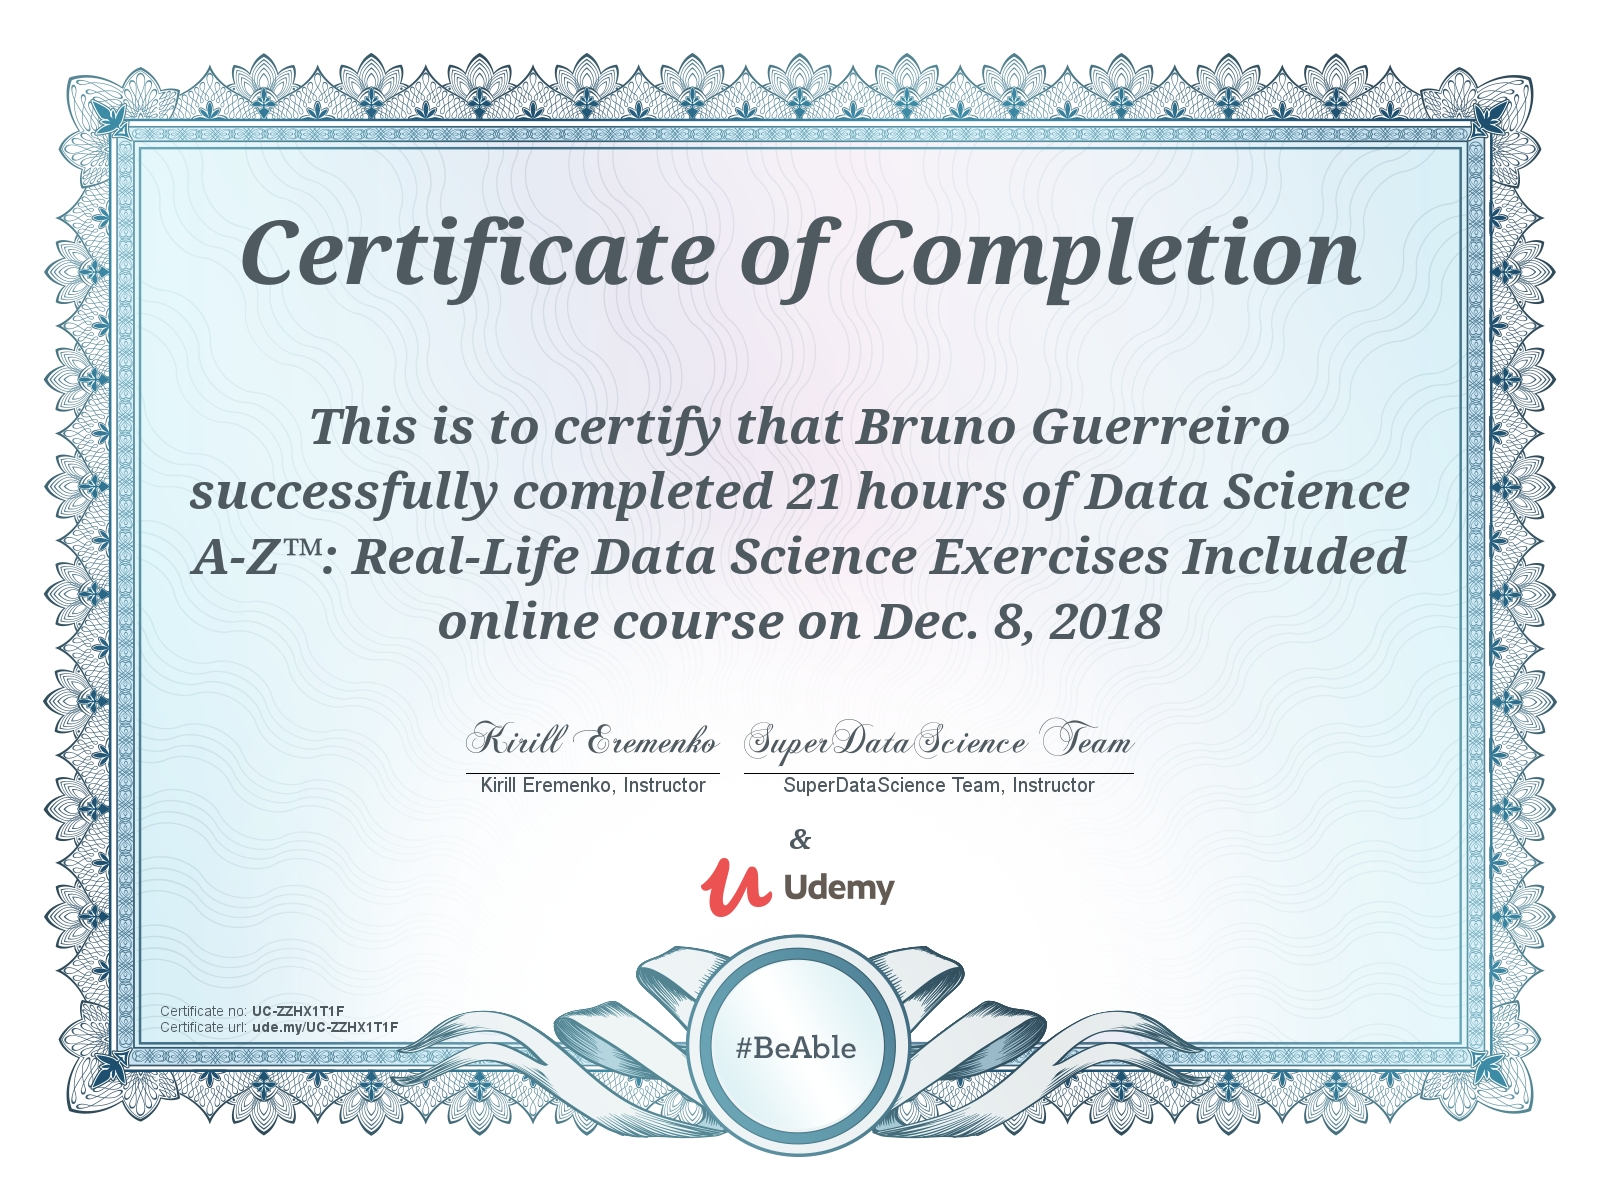 Certificate of Completion
This is to certify that Bruno Guerreiro
successfully completed 21 hours of Data Science
A-Z™: Real-Life Data Science Exercises Included
online course on Dec. 8, 2018
Kirill Eremenko SuperDataScience Team
Kirill Eremenko, Instructor SuperDataScience Team, Instructor
&
Udemy
Certificate no: UC-ZZHX1T1F
Certificate url: ude.my/UC-ZZHX1T1F
#BeAble